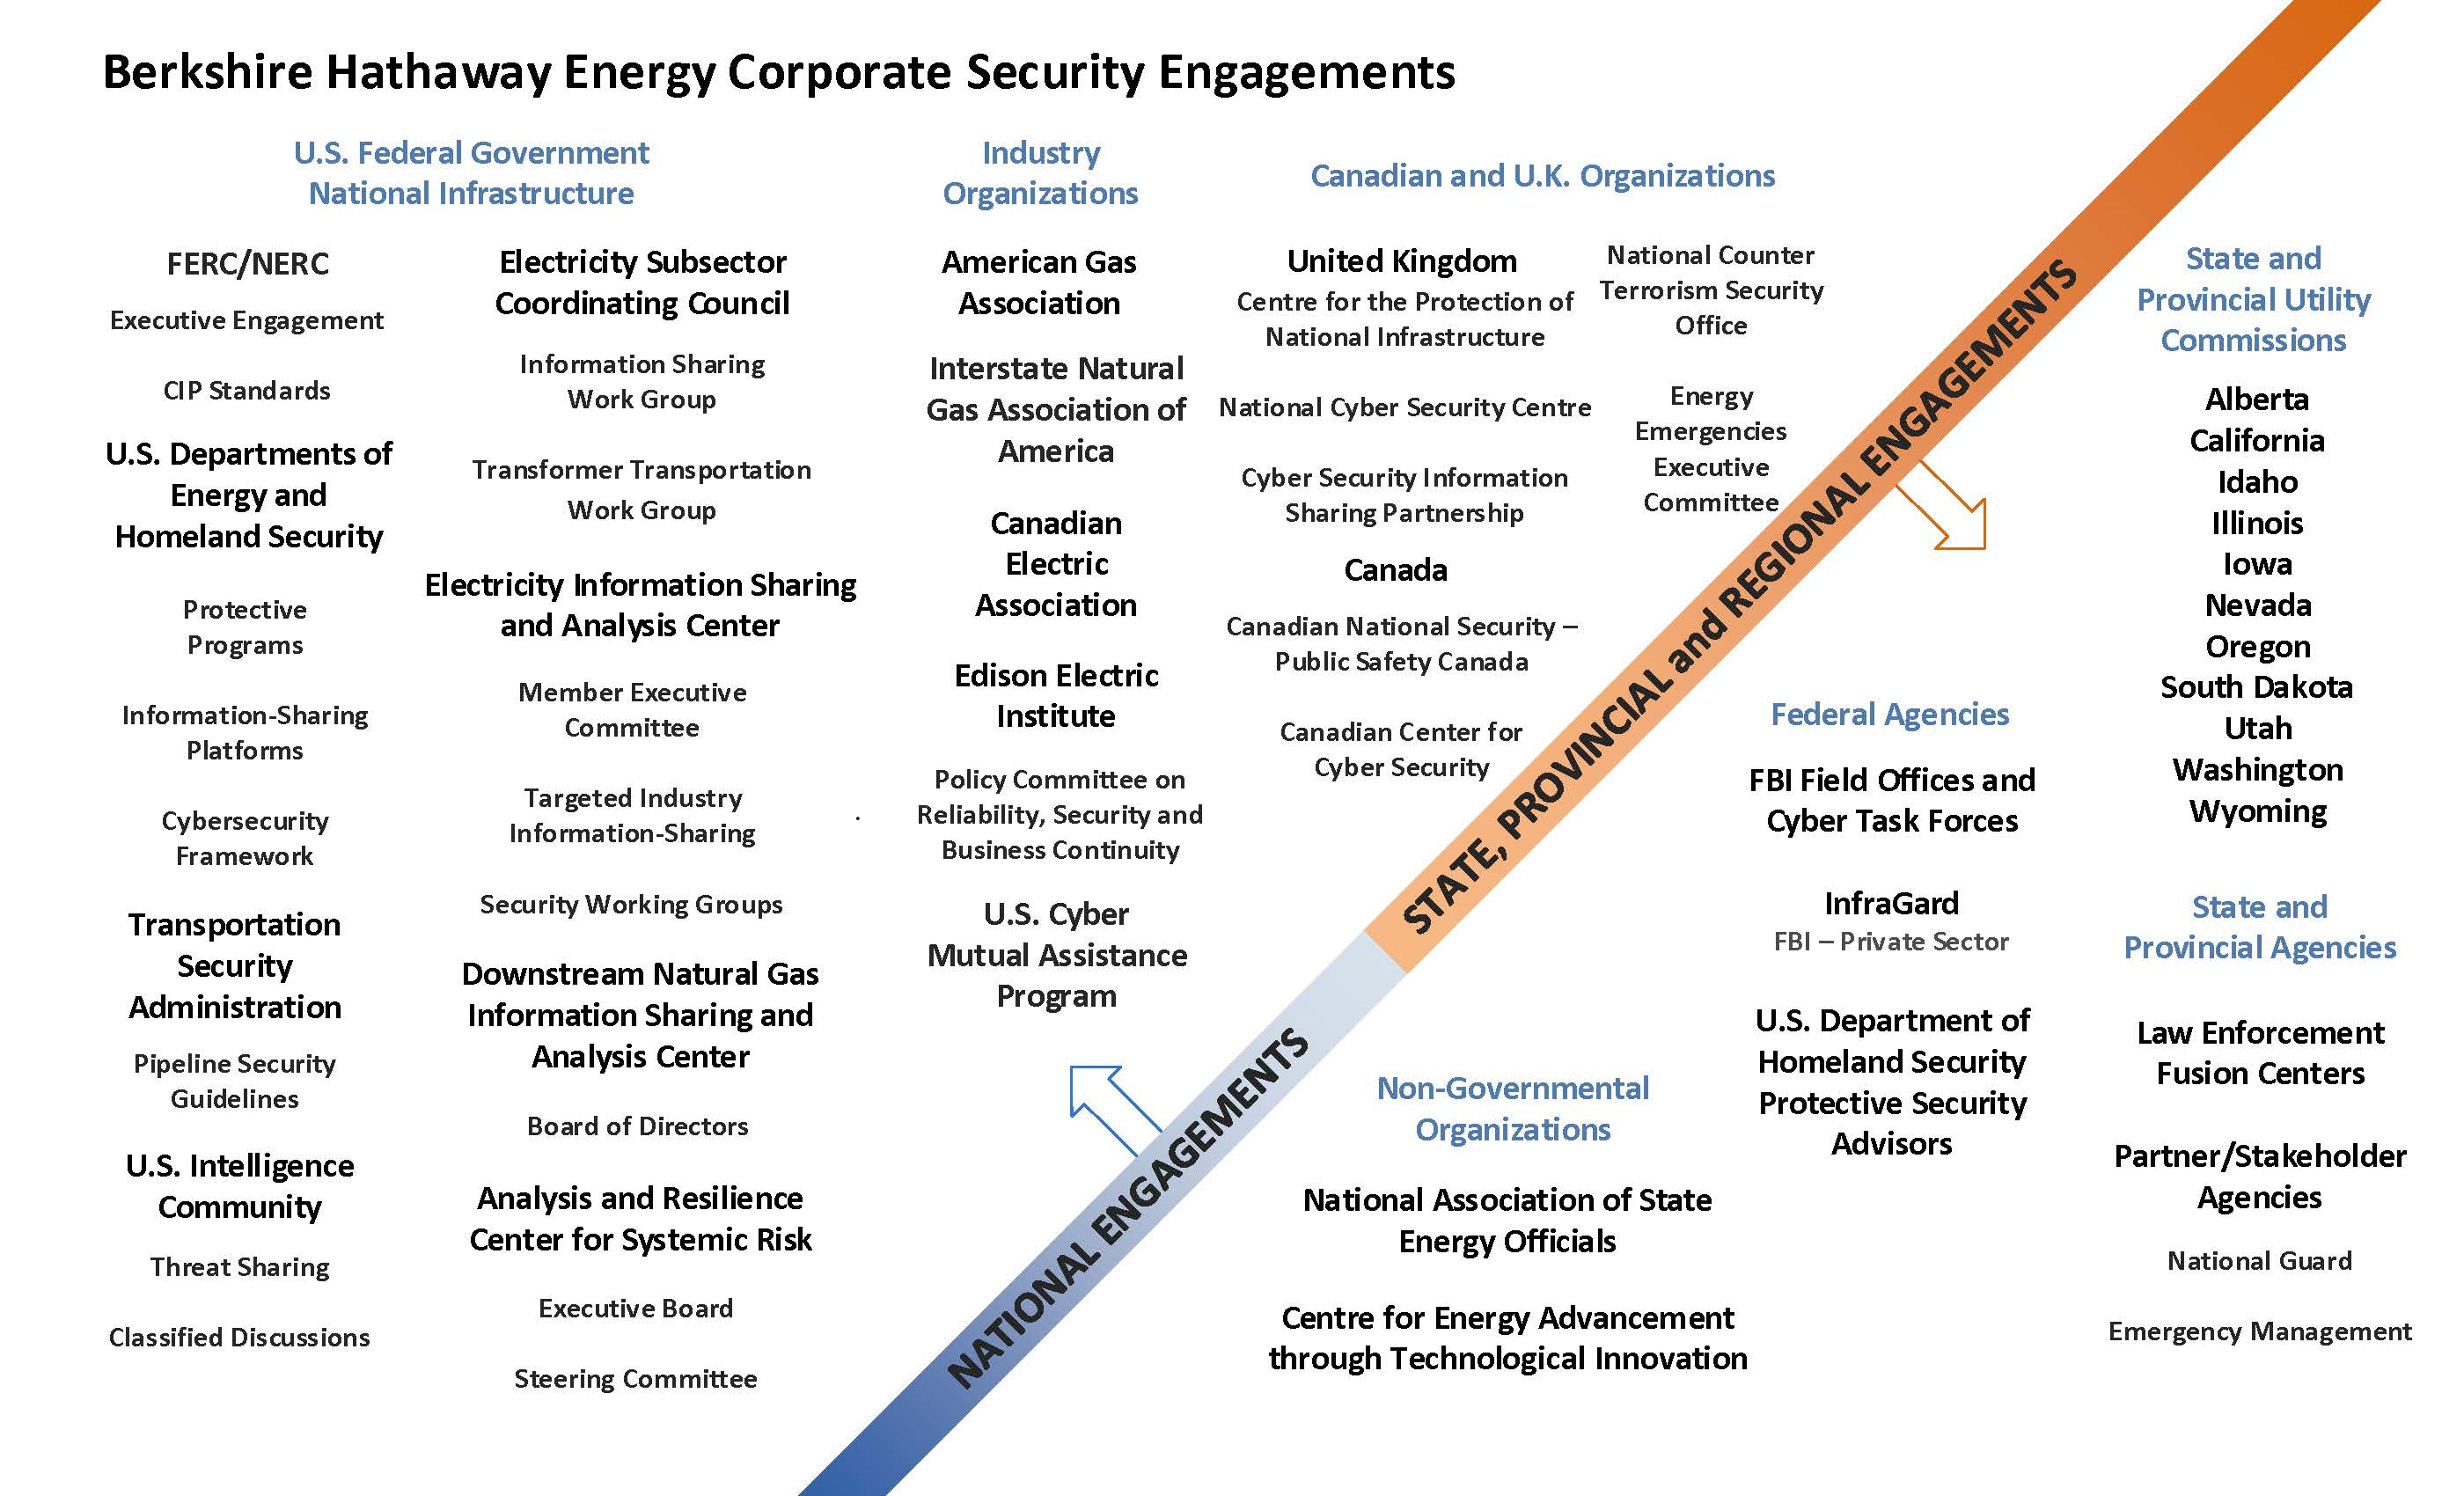 Berkshire Hathaway Energy Corporate Security Engagements
U.S. Federal Government
National Infrastructure
FERC/NERC
Executive Engagement
CIP Standards
U.S. Departments of
Energy and
Homeland Security
Protective
Programs
Information-Sharing
Platforms
Cybersecurity
Framework
Transportation
Security
Administration
Pipeline Security
Guidelines
U.S. Intelligence
Community
Threat Sharing
Classified Discussions
Electricity Subsector
Coordinating Council
Information Sharing
Work Group
Transformer Transportation
Work Group
Electricity Information Sharing
and Analysis Center
Member Executive
Committee
Targeted Industry
Information-Sharing
Security Working Groups
Downstream Natural Gas
Information Sharing and
Analysis Center
Board of Directors
Analysis and Resilience
Center for Systemic Risk
Executive Board
Steering Committee
Industry
Organizations
American Gas
Association
Interstate Natural
Gas Association of
America
Canadian
Electric
Association
Edison Electric
Institute
Policy Committee on
Reliability, Security and
Business Continuity
U.S. Cyber
Mutual Assistance
Program
Canadian and U.K. Organizations
United Kingdom
Centre for the Protection of
National Infrastructure
National Cyber Security Centre
Cyber Security Information
Sharing Partnership
Canada
Canadian National Security –
Public Safety Canada
Canadian Center for
Cyber Security
National Counter
Terrorism Security
Office
Energy
Emergencies
Executive
Committee
NATIONAL ENGAGEMENTS
STATE, PROVINCIAL and REGIONAL ENGAGEMENTS
Non-Governmental
Organizations
National Association of State
Energy Officials
Centre for Energy Advancement
through Technological Innovation
Federal Agencies
FBI Field Offices and
Cyber Task Forces
InfraGard
FBI – Private Sector
U.S. Department of
Homeland Security
Protective Security
Advisors
State and
Provincial Utility
Commissions
Alberta
California
Idaho
Illinois
Iowa
Nevada
Oregon
South Dakota
Utah
Washington
Wyoming
State and
Provincial Agencies
Law Enforcement
Fusion Centers
Partner/Stakeholder
Agencies
National Guard
Emergency Management